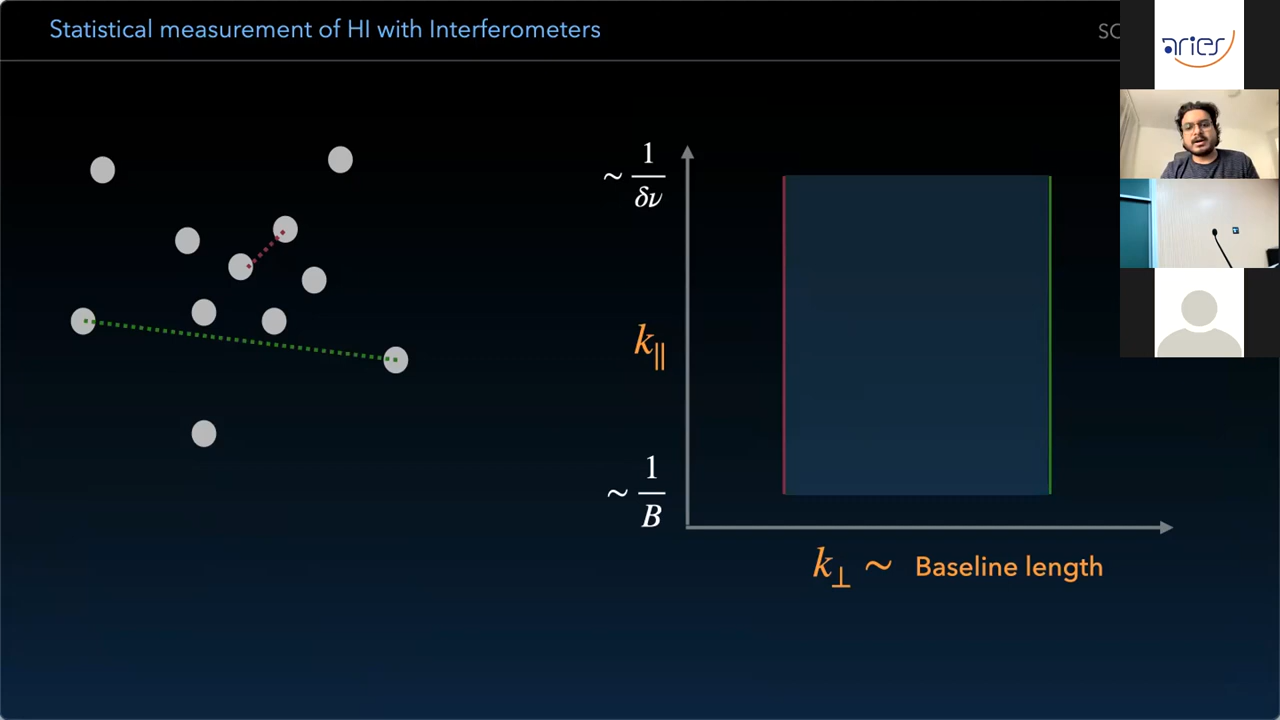 Statistical measurement of HI with Interferometers
SC
aries
~ 1/δν
k∥
~ 1/B
k⊥ ~ Baseline length